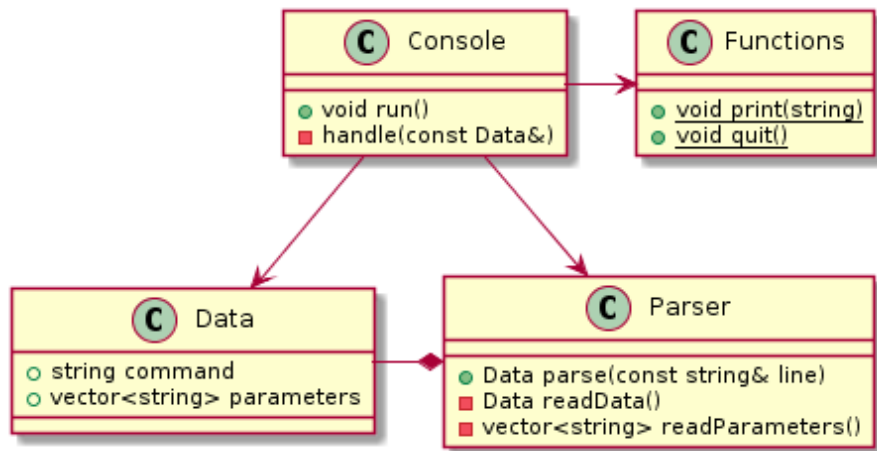 C Console
void run()
handle(const Data&)
C Functions
void print(string)
void quit()
C Data
string command
vector<string> parameters
C Parser
Data parse(const string& line)
Data readData()
vector<string> readParameters()